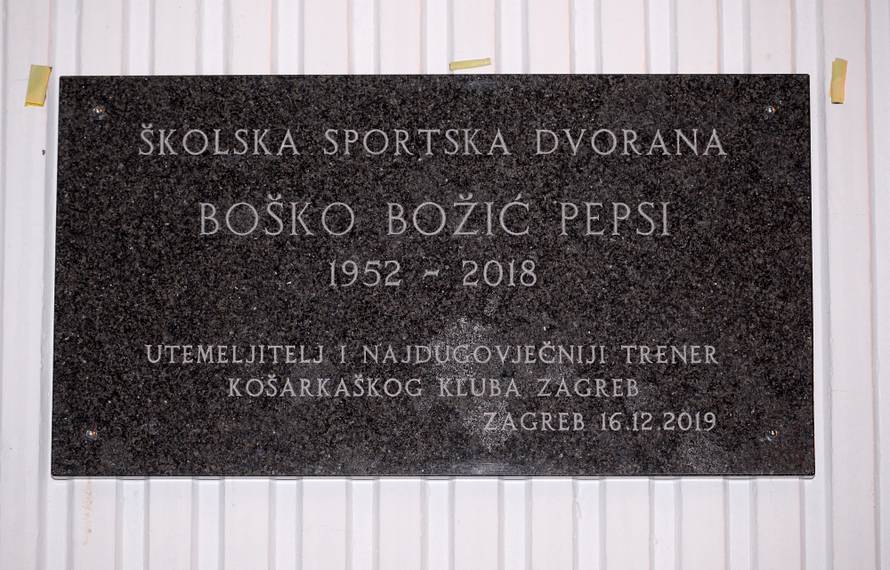 ŠKOLSKA SPORTSKA DVORANA
BOŠKO BOŽIĆ PEPSI
1952 - 2018
UTEMELJITELJ I NAJDUGOVJEČNIJI TRENER
KOŠARKAŠKOG KLUBA ZAGREB
ZAGREB 16.12.2019